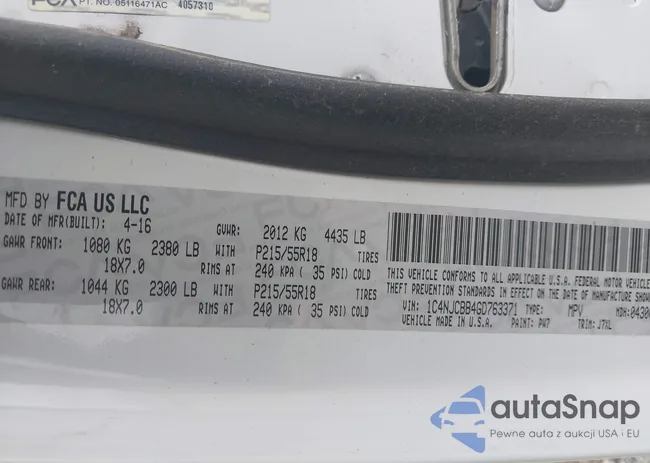 PT. NO. 05116471AC 4057310
MFD BY FCA US LLC
DATE OF MFR(BUILT): 4-16 GVWR: 2012 KG 4435 LB
GAWR FRONT: 1080 KG 2380 LB WITH P215/55R18 TIRES
18X7.0 RIMS AT 240 KPA ( 35 PSI) COLD
GAWR REAR: 1044 KG 2300 LB WITH P215/55R18 TIRES
18X7.0 RIMS AT 240 KPA ( 35 PSI) COLD
THIS VEHICLE CONFORMS TO ALL APPLICABLE U.S.A. FEDERAL MOTOR VEHICLE
THEFT PREVENTION STANDARDS IN EFFECT ON THE DATE OF MANUFACTURE SHOWN
VIN: 1C4NJCBB4GD763371 TYPE: MPV MDH: 0430
VEHICLE MADE IN U.S.A. PAINT: PW7 TRIM: J7XL
autaSnap
Pewne auta z aukcji USA i EU